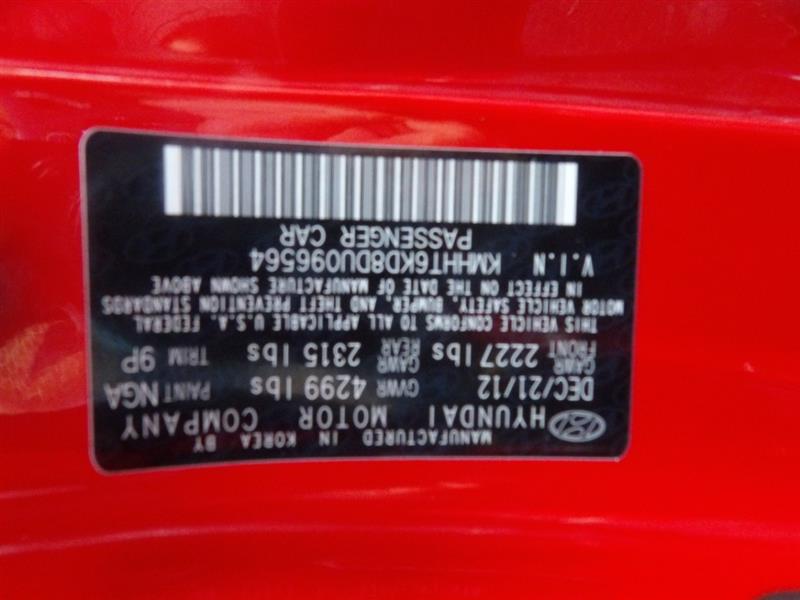 MANUFACTURED IN KOREA BY
HYUNDAI MOTOR COMPANY
DEC/21/12 GVWR 4299 lbs PAINT NGA
GAWR FRONT 2227 lbs GAWR REAR 2315 lbs TRIM 9P
THIS VEHICLE CONFORMS TO ALL APPLICABLE U.S.A. FEDERAL
MOTOR VEHICLE SAFETY, BUMPER, AND THEFT PREVENTION STANDARDS
IN EFFECT ON THE DATE OF MANUFACTURE SHOWN ABOVE
V.I.N KMHHT6KD8DU096564
PASSENGER CAR